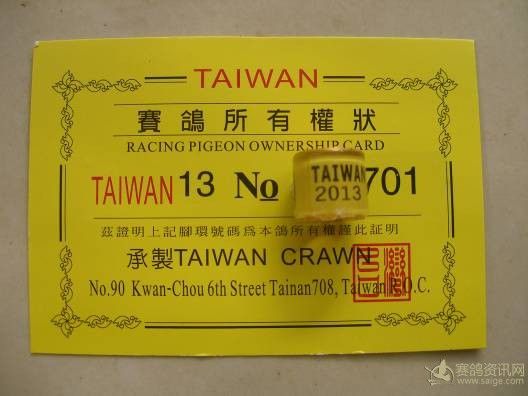 TAIWAN
賽鴿所有權狀
RACING PIGEON OWNERSHIP CARD
TAIWAN 13 No 701
TAIWAN
2013
茲證明上記腳環號碼為本鴿所有權謹此証明
承製TAIWAN CRAWN
No.90 Kwan-Chou 6th Street Tainan708, Taiwan R.O.C.
赛鸽资讯网
www.saige.com